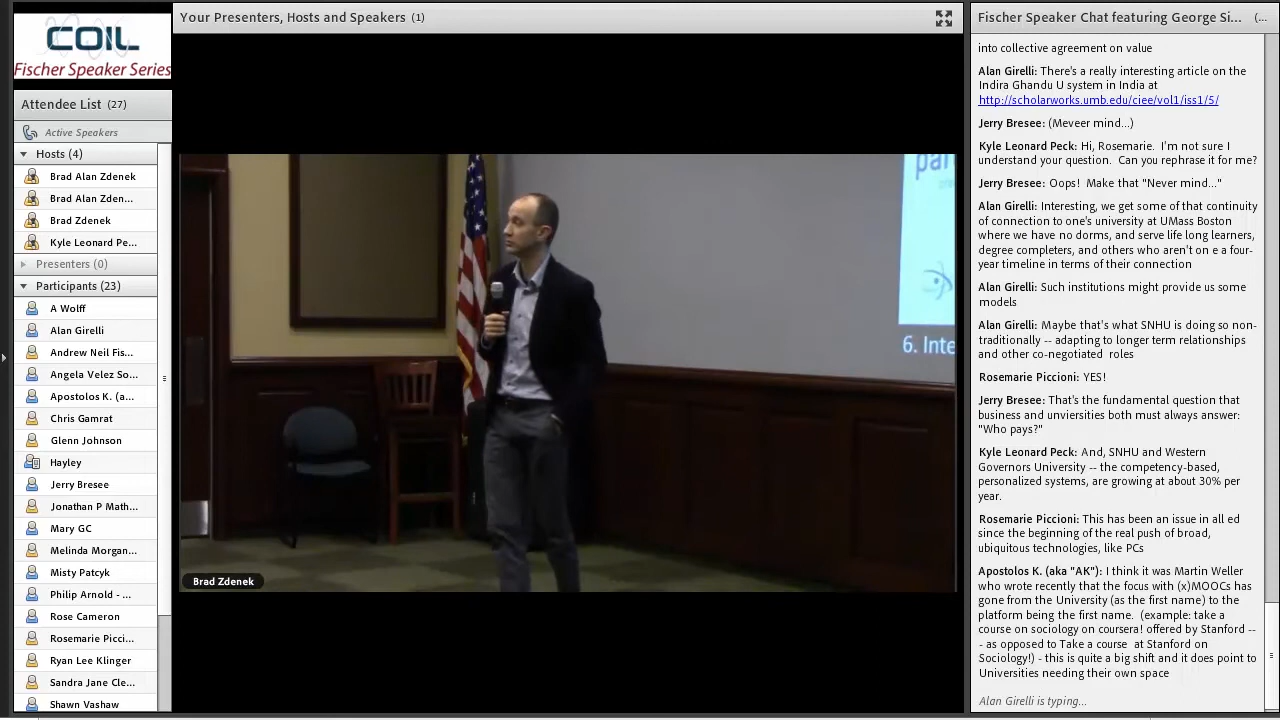 COIL
Fischer Speaker Series
Attendee List (27)
Active Speakers
Hosts (4)
Brad Alan Zdenek
Brad Alan Zden...
Brad Zdenek
Kyle Leonard Pe...
Presenters (0)
Participants (23)
A Wolff
Alan Girelli
Andrew Neil Fis...
Angela Velez So...
Apostolos K. (a...
Chris Gamrat
Glenn Johnson
Hayley
Jerry Bresee
Jonathan P Math...
Mary GC
Melinda Morgan...
Misty Patcyk
Philip Arnold - ...
Rose Cameron
Rosemarie Picci...
Ryan Lee Klinger
Sandra Jane Cle...
Shawn Vashaw
Your Presenters, Hosts and Speakers (1)
6. Inte
Brad Zdenek
Fischer Speaker Chat featuring George Si... (...
into collective agreement on value
Alan Girelli: There's a really interesting article on the
Indira Ghandu U system in India at
http://scholarworks.umb.edu/ciee/vol1/iss1/5/
Jerry Bresee: (Meveer mind...)
Kyle Leonard Peck: Hi, Rosemarie. I'm not sure I
understand your question. Can you rephrase it for me?
Jerry Bresee: Oops! Make that "Never mind..."
Alan Girelli: Interesting, we get some of that continuity
of connection to one's university at UMass Boston
where we have no dorms, and serve life long learners,
degree completers, and others who aren't on e a four-
year timeline in terms of their connection
Alan Girelli: Such institutions might provide us some
models
Alan Girelli: Maybe that's what SNHU is doing so non-
traditionally -- adapting to longer term relationships
and other co-negotiated roles
Rosemarie Piccioni: YES!
Jerry Bresee: That's the fundamental question that
business and unviersities both must always answer:
"Who pays?"
Kyle Leonard Peck: And, SNHU and Western
Governors University -- the competency-based,
personalized systems, are growing at about 30% per
year.
Rosemarie Piccioni: This has been an issue in all ed
since the beginning of the real push of broad,
ubiquitous technologies, like PCs
Apostolos K. (aka "AK"): I think it was Martin Weller
who wrote recently that the focus with (x)MOOCs has
gone from the University (as the first name) to the
platform being the first name. (example: take a
course on sociology on coursera! offered by Stanford --
- as opposed to Take a course at Stanford on
Sociology!) - this is quite a big shift and it does point to
Universities needing their own space
Alan Girelli is typing...